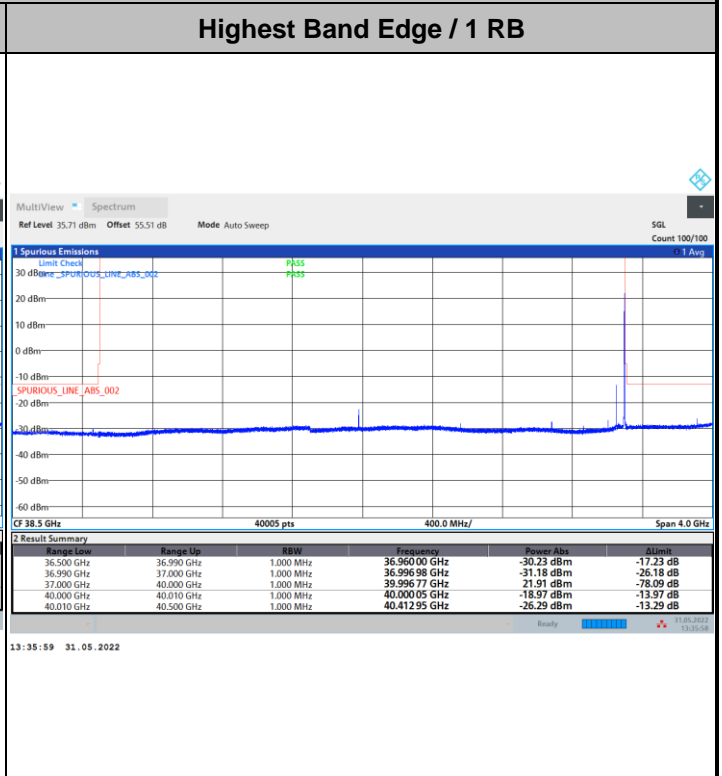 Highest Band Edge / 1 RB
MultiView Spectrum
Ref Level 35.71 dBm Offset 55.51 dB Mode Auto Sweep SGL
Count 100/100
1 Spurious Emissions 1 Avg
Limit Check PASS
30 dBm Line _SPURIOUS_LINE_ABS_002 PASS
20 dBm
10 dBm
0 dBm
-10 dBm
_SPURIOUS_LINE_ABS_002
-20 dBm
-30 dBm
-40 dBm
-50 dBm
-60 dBm
CF 38.5 GHz 40005 pts 400.0 MHz/ Span 4.0 GHz
2 Result Summary
Range Low Range Up RBW Frequency Power Abs ΔLimit
36.500 GHz 36.990 GHz 1.000 MHz 36.960 00 GHz -30.23 dBm -17.23 dB
36.990 GHz 37.000 GHz 1.000 MHz 36.996 98 GHz -31.18 dBm -26.18 dB
37.000 GHz 40.000 GHz 1.000 MHz 39.996 77 GHz 21.91 dBm -78.09 dB
40.000 GHz 40.010 GHz 1.000 MHz 40.000 05 GHz -18.97 dBm -13.97 dB
40.010 GHz 40.500 GHz 1.000 MHz 40.412 95 GHz -26.29 dBm -13.29 dB
Ready 31.05.2022
13:35:58
13:35:59 31.05.2022